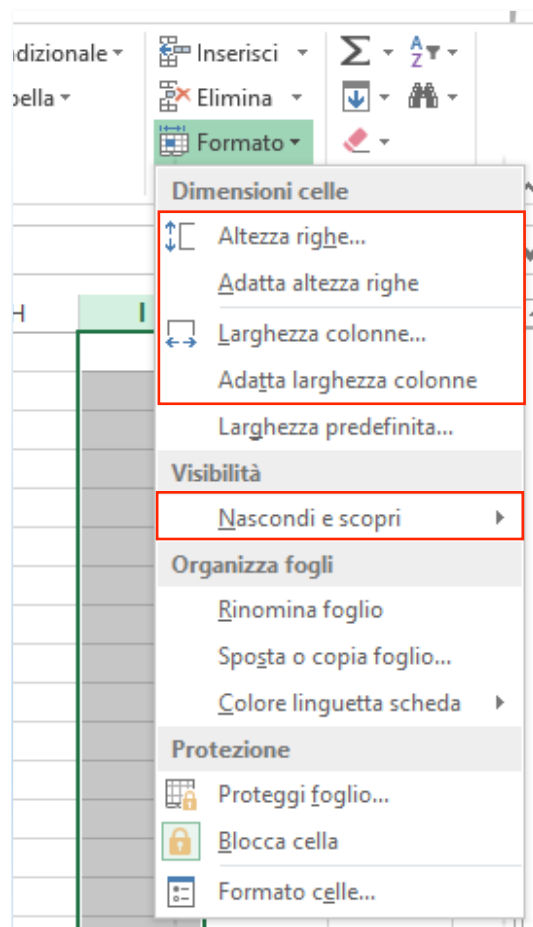 dizionale
Inserisci
Σ
A
Z
bella
Elimina
Formato
Dimensioni celle
Altezza righe...
Adatta altezza righe
H
I
Larghezza colonne...
Adatta larghezza colonne
Larghezza predefinita...
Visibilità
Nascondi e scopri
Organizza fogli
Rinomina foglio
Sposta o copia foglio...
Colore linguetta scheda
Protezione
Proteggi foglio...
Blocca cella
Formato celle...